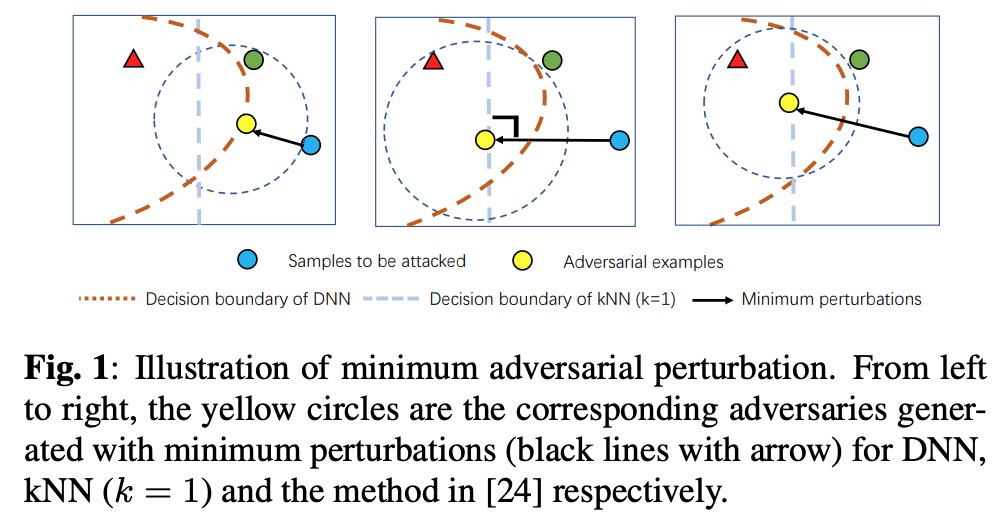 Samples to be attacked Adversarial examples
Decision boundary of DNN Decision boundary of kNN (k=1) Minimum perturbations
Fig. 1: Illustration of minimum adversarial perturbation. From left
to right, the yellow circles are the corresponding adversaries gener-
ated with minimum perturbations (black lines with arrow) for DNN,
kNN (k = 1) and the method in [24] respectively.